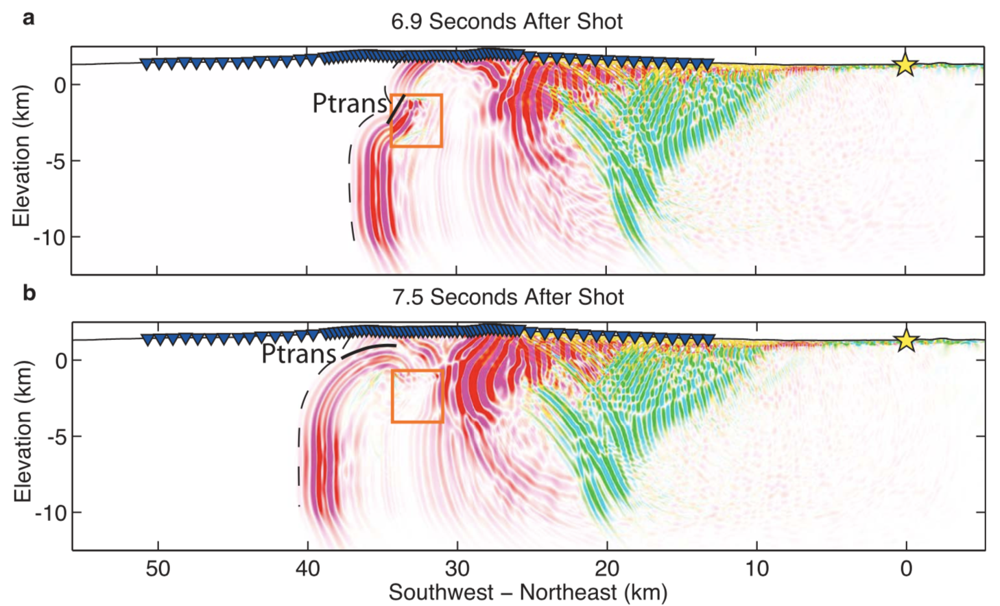 a
6.9 Seconds After Shot
Elevation (km)
0
-5
-10
Ptrans
b
7.5 Seconds After Shot
Elevation (km)
0
-5
-10
Ptrans
50 40 30 20 10 0
Southwest – Northeast (km)